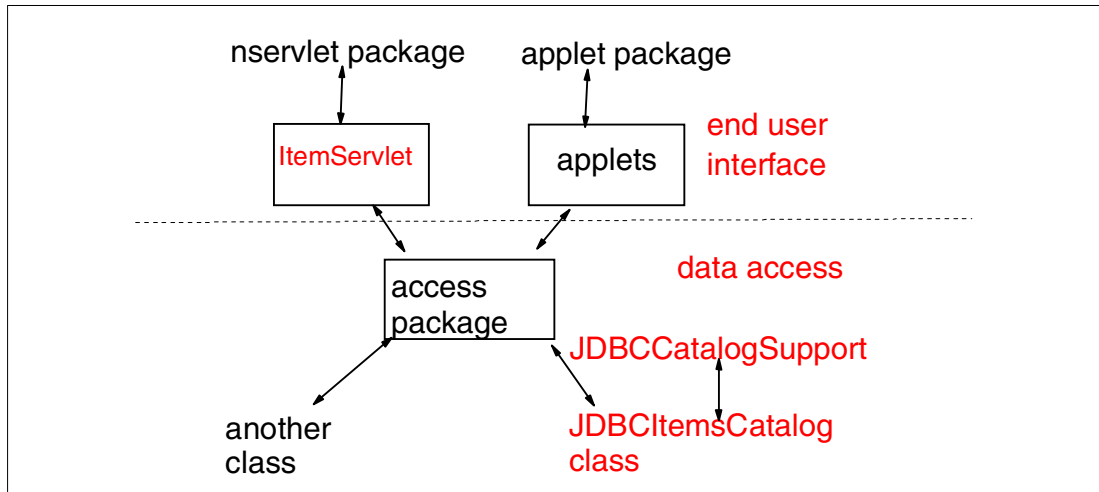 nservlet package
applet package
ItemServlet
applets
end user
interface
data access
access
package
JDBCCatalogSupport
another
class
JDBCItemsCatalog
class